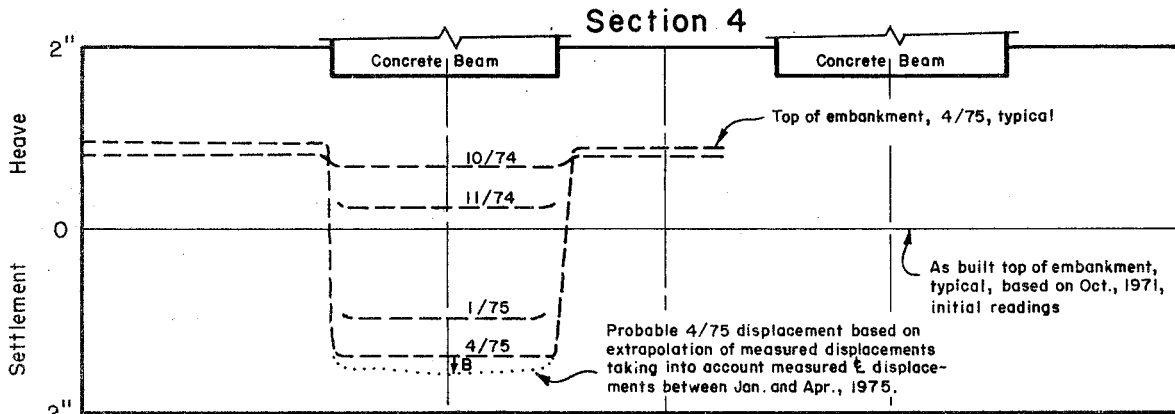 Section 4
2"
Concrete Beam
Concrete Beam
Heave
Top of embankment, 4/75, typical
10/74
11/74
0
Settlement
As built top of embankment,
typical, based on Oct., 1971,
initial readings
1/75
4/75
B
Probable 4/75 displacement based on
extrapolation of measured displacements
taking into account measured ℄ displace-
ments between Jan. and Apr., 1975.
2"